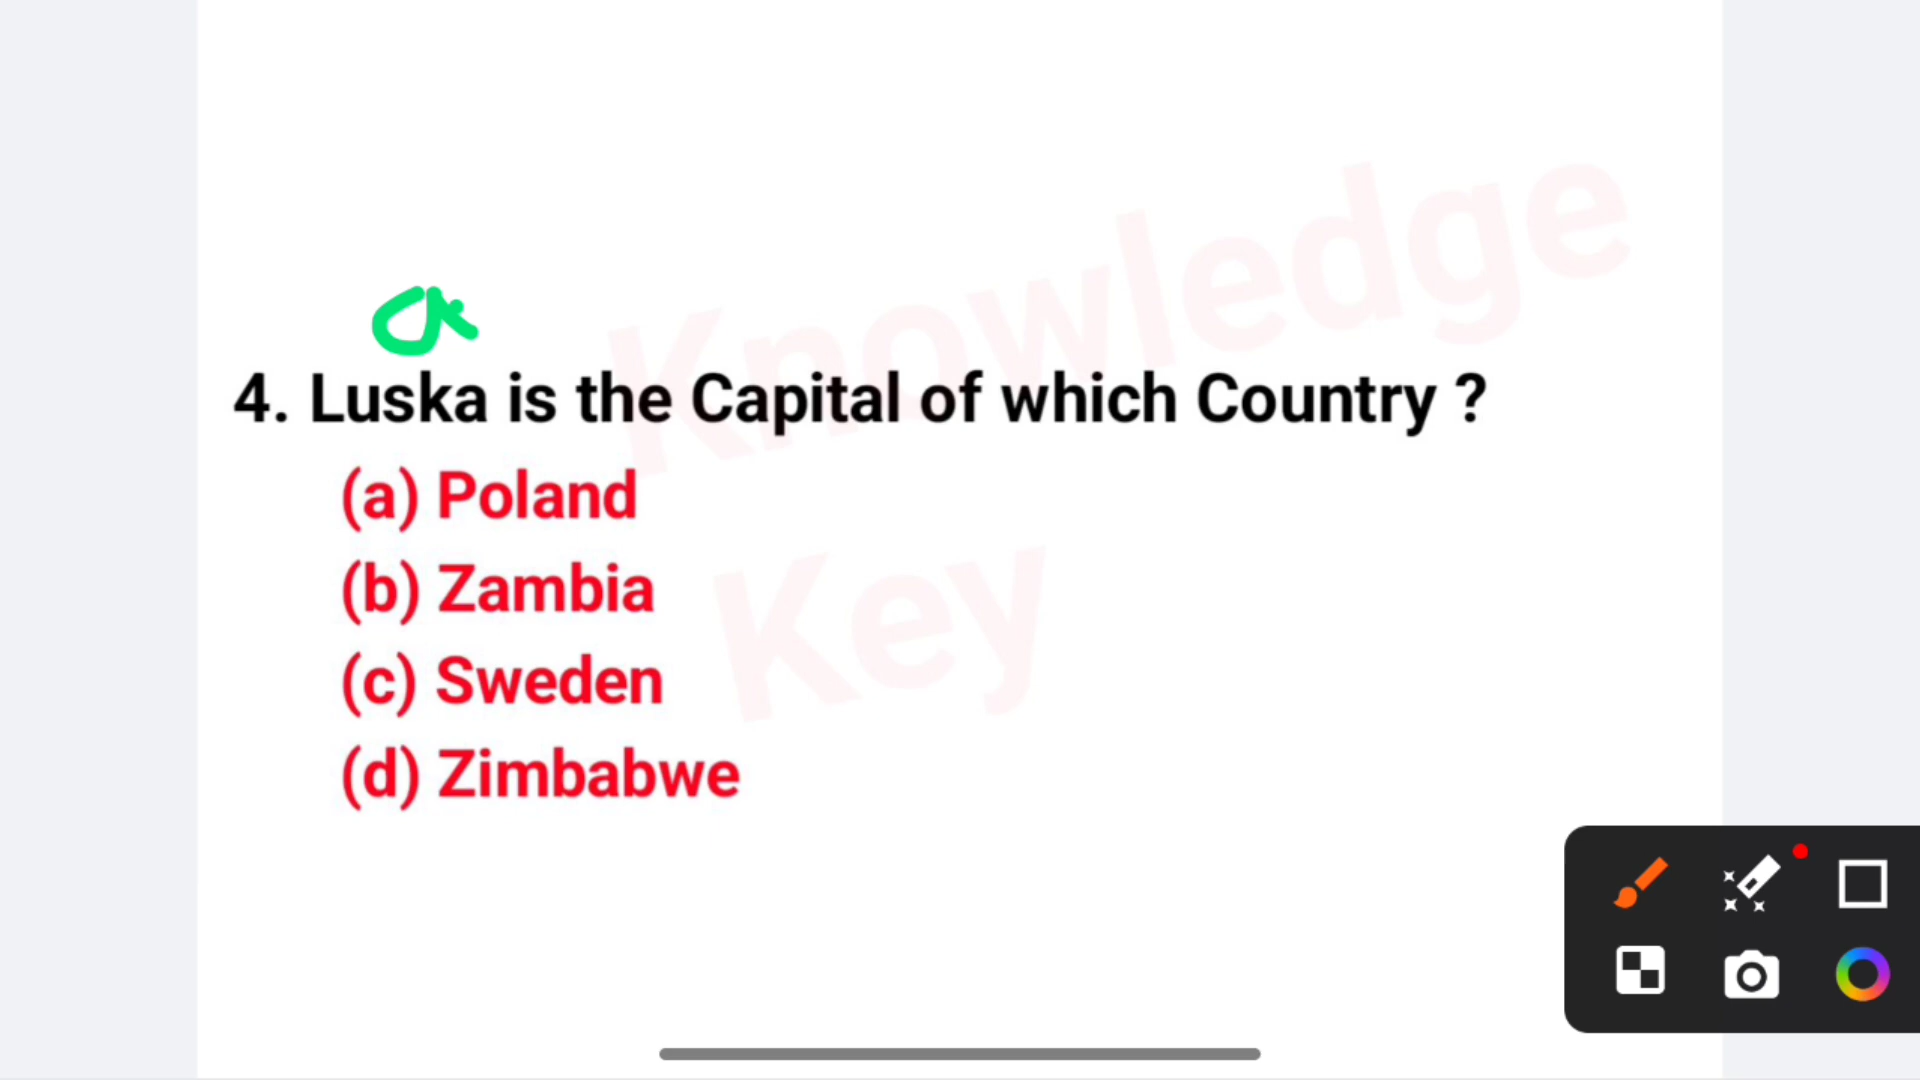 4. Luska is the Capital of which Country ?
(a) Poland
(b) Zambia
(c) Sweden
(d) Zimbabwe
Knowledge
Key